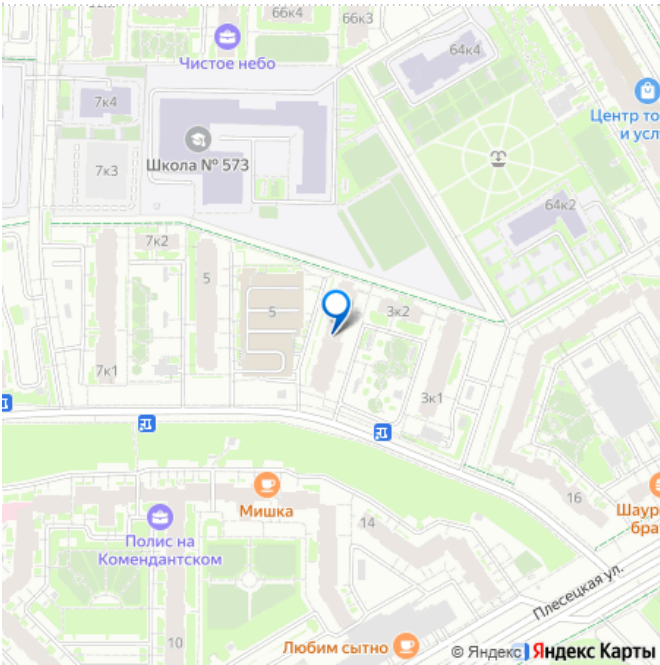 66к4
66к3
Чистое небо
64к4
7к4
Центр то
и усл
Школа № 573
7к3
64к2
7к2
5
5
3к2
7к1
3к1
Мишка
16
Шаур
бра
14
Полис на
Комендантском
Плесецкая ул.
10
Любим сытно
© Яндекс
Яндекс Карты